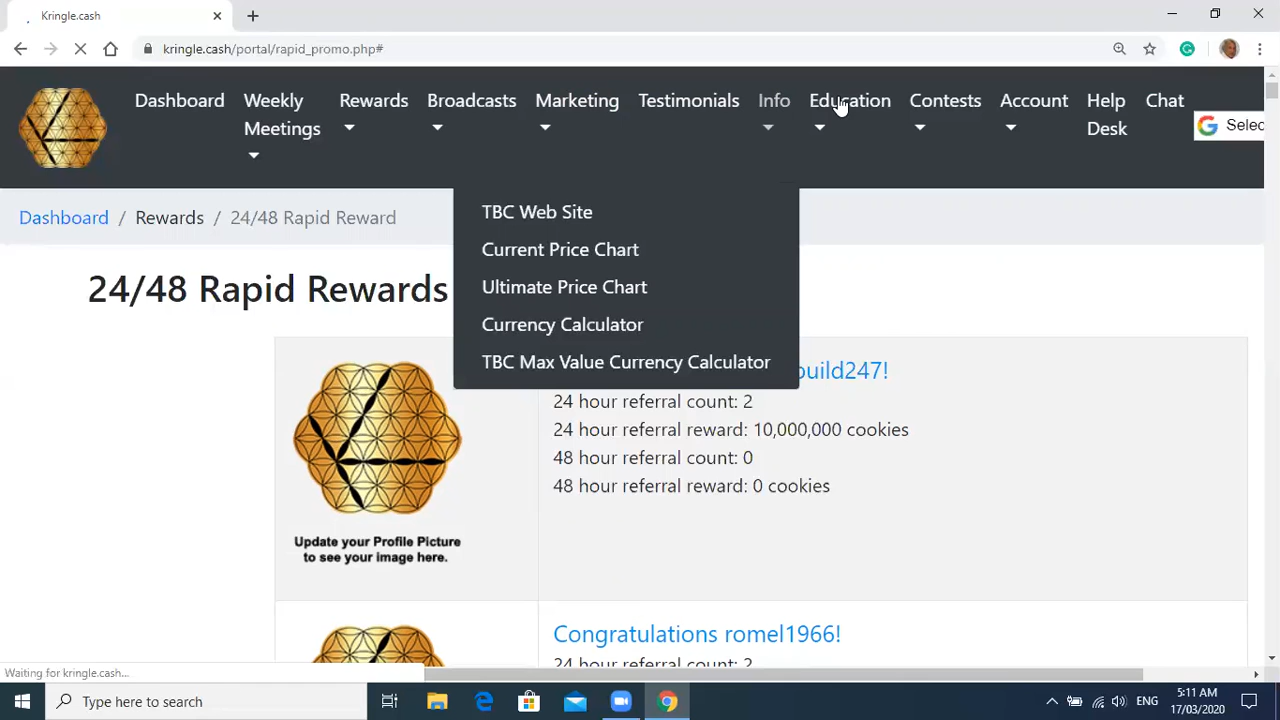 Kringle.cash
kringle.cash/portal/rapid_promo.php#
Dashboard
Weekly
Meetings
Rewards
Broadcasts
Marketing
Testimonials
Info
Education
Contests
Account
Help
Desk
Chat
G Selec
Dashboard / Rewards / 24/48 Rapid Reward
TBC Web Site
Current Price Chart
Ultimate Price Chart
Currency Calculator
TBC Max Value Currency Calculator
24/48 Rapid Rewards
Update your Profile Picture
to see your image here.
build247!
24 hour referral count: 2
24 hour referral reward: 10,000,000 cookies
48 hour referral count: 0
48 hour referral reward: 0 cookies
Congratulations romel1966!
24 hour referral count: 2
Waiting for kringle.cash...
Type here to search
ENG
5:11 AM
17/03/2020